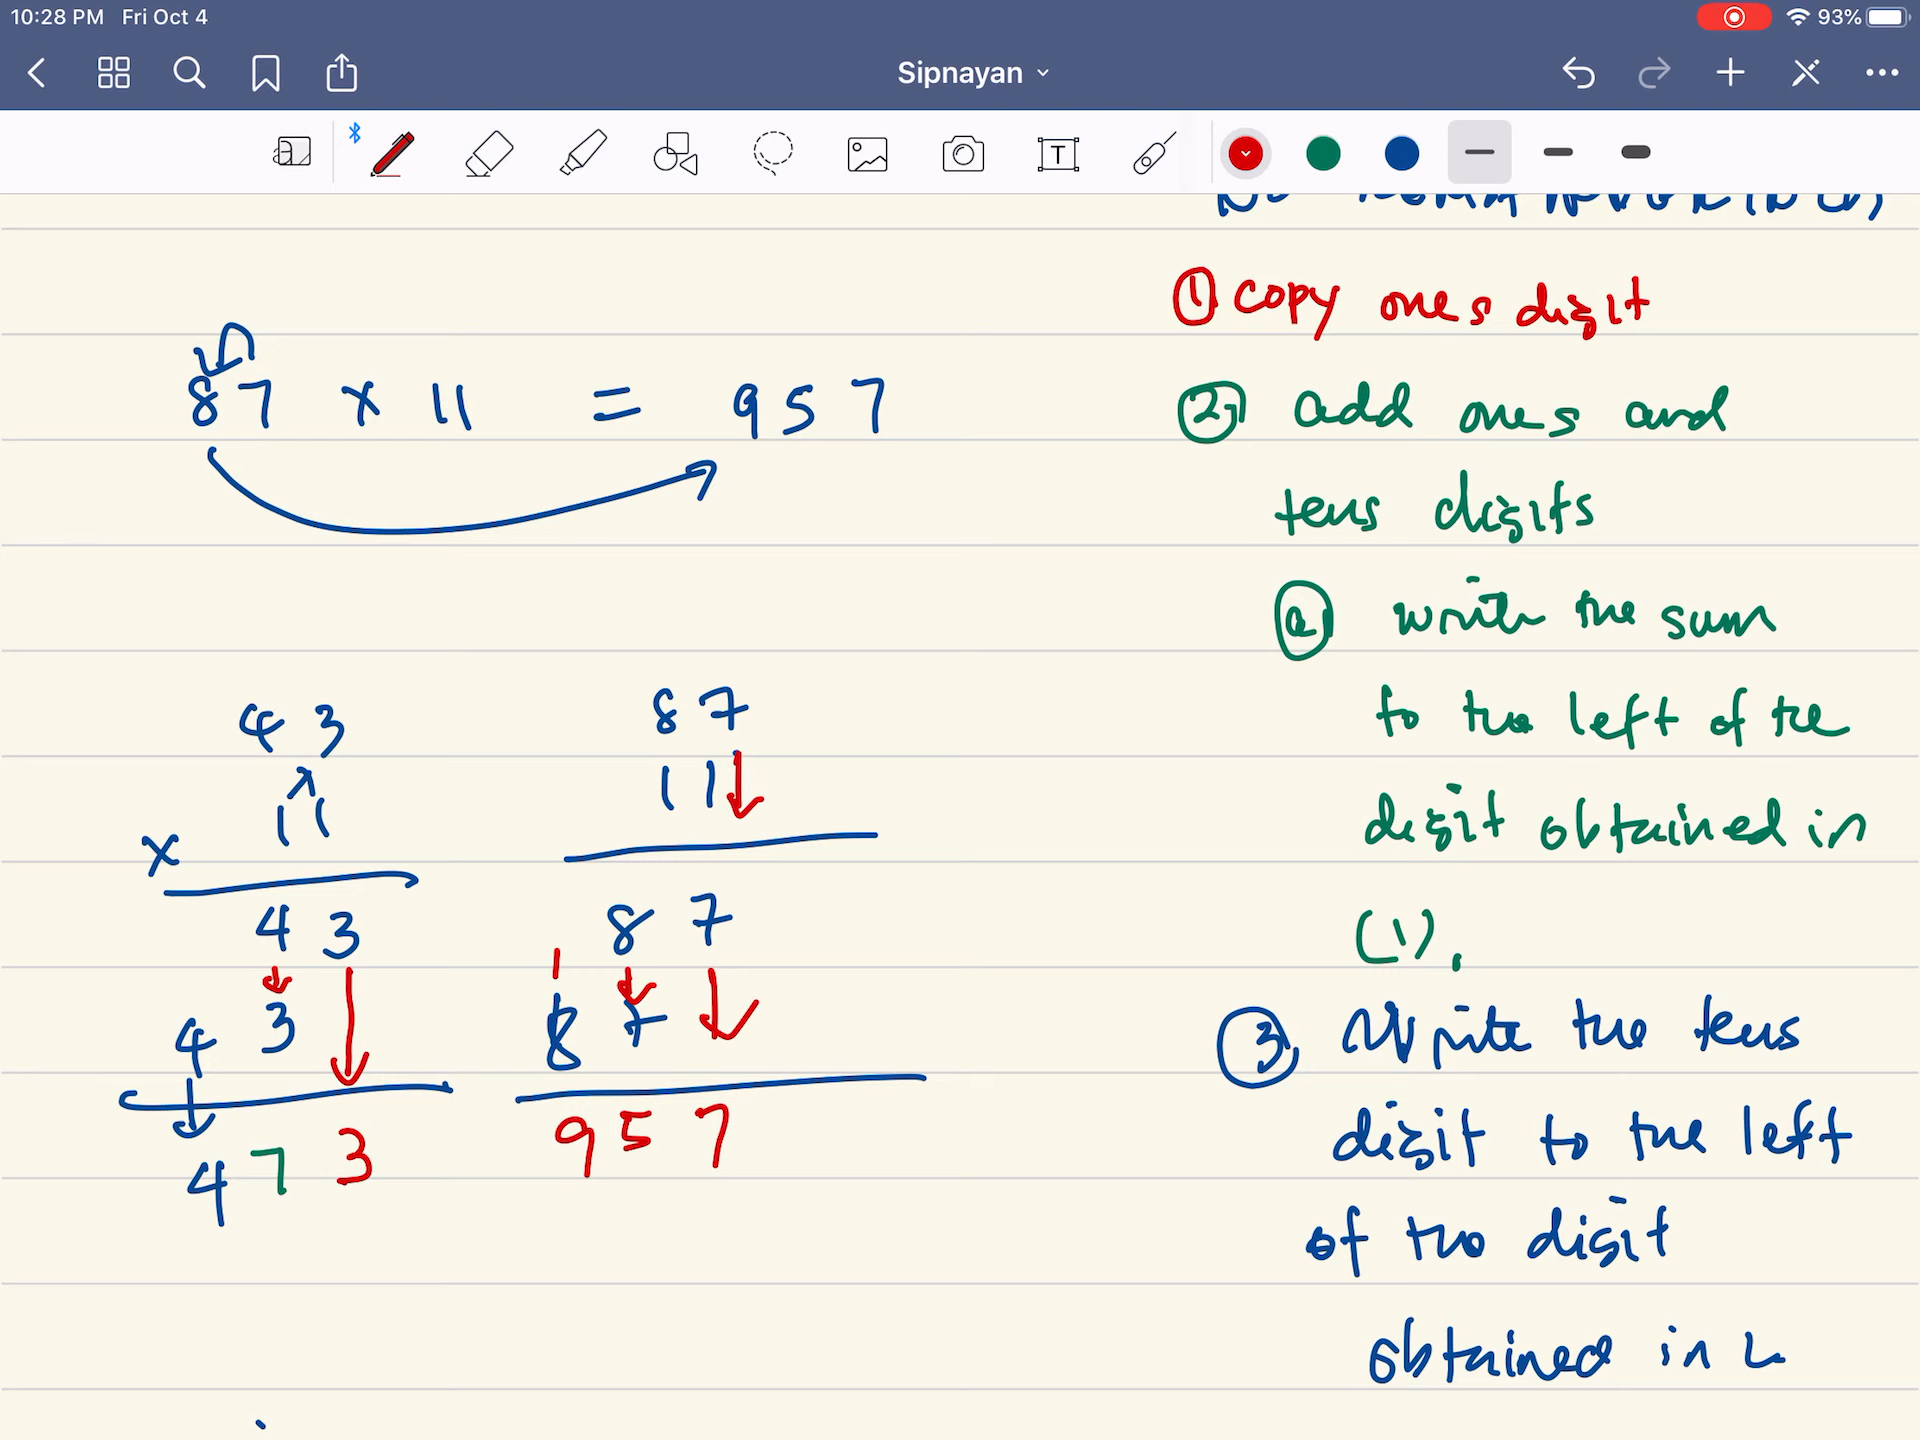 10:28 PM Fri Oct 4
93%
Sipnayan
T
① copy ones digit
② add ones and
tens digits
ⓐ write the sum
to the left of the
digit obtained in
(1).
③ Write the tens
digit to the left
of the digit
obtained in 2
87 × 11 = 957
43
11
×
43
43
473
87
11
87
1
87
957